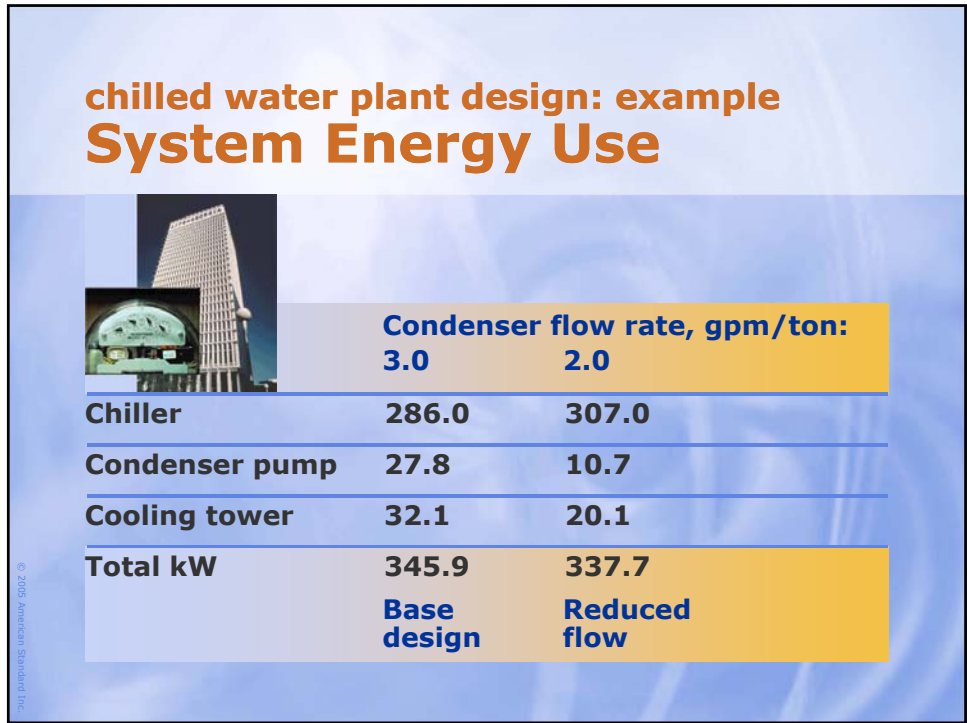 chilled water plant design: example
System Energy Use
Condenser flow rate, gpm/ton:
3.0 2.0
Chiller 286.0 307.0
Condenser pump 27.8 10.7
Cooling tower 32.1 20.1
Total kW 345.9 337.7
Base design Reduced flow
© 2005 American Standard Inc.